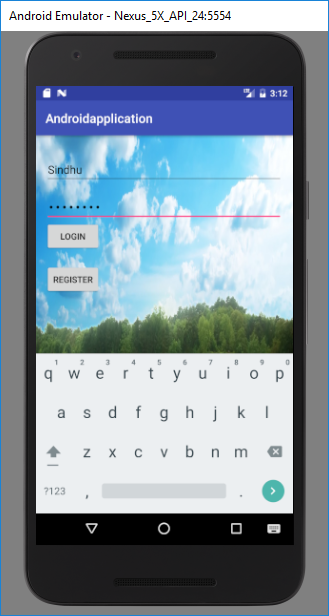 Android Emulator - Nexus_5X_API_24:5554
3:12
Androidapplication
Sindhu
••••••••
LOGIN
REGISTER
1 2 3 4 5 6 7 8 9 0
q w e r t y u i o p
a s d f g h j k l
z x c v b n m
?123 , .